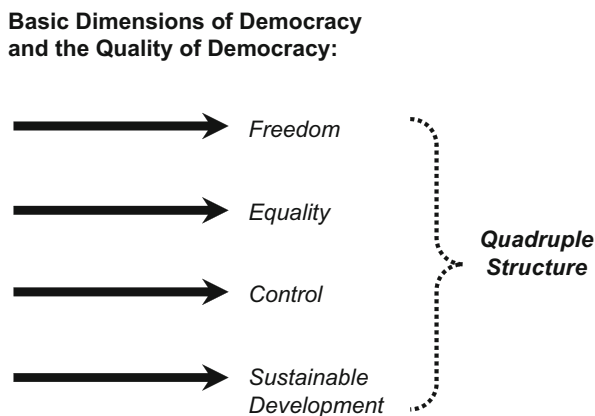 Basic Dimensions of Democracy
and the Quality of Democracy:
Freedom
Equality
Control
Sustainable
Development
Quadruple
Structure